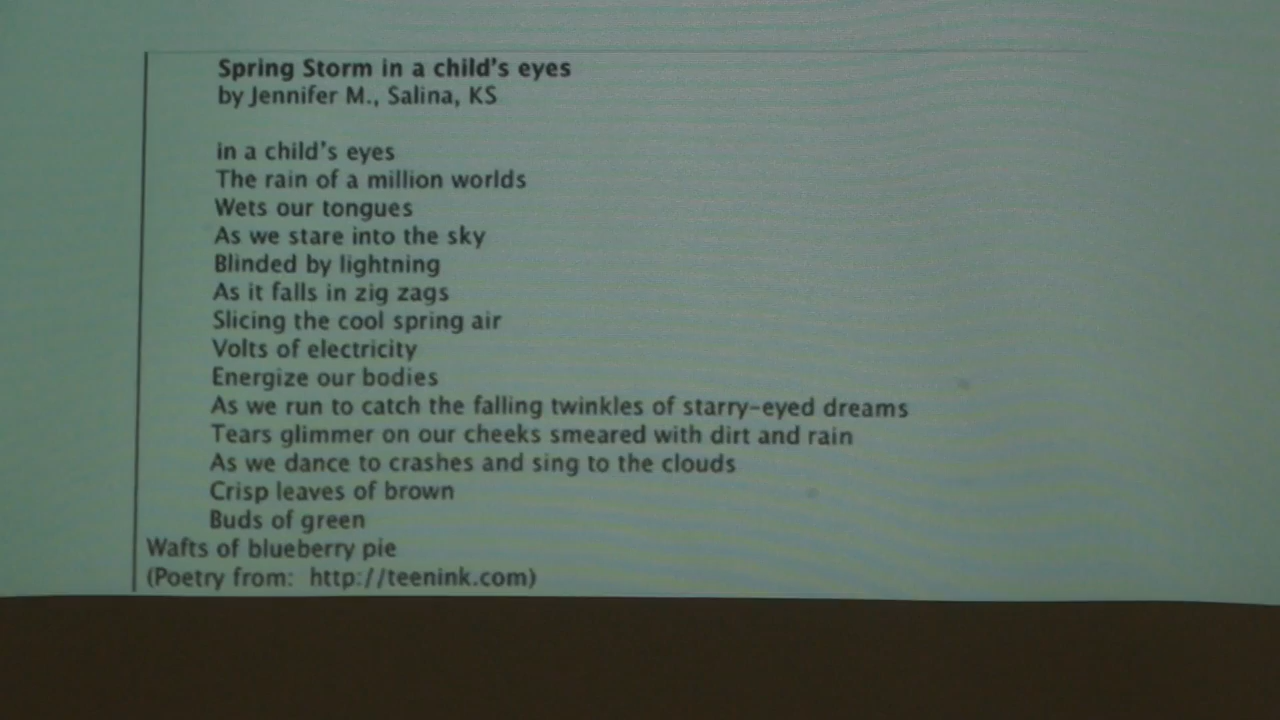 Spring Storm in a child's eyes
by Jennifer M., Salina, KS
in a child's eyes
The rain of a million worlds
Wets our tongues
As we stare into the sky
Blinded by lightning
As it falls in zig zags
Slicing the cool spring air
Volts of electricity
Energize our bodies
As we run to catch the falling twinkles of starry-eyed dreams
Tears glimmer on our cheeks smeared with dirt and rain
As we dance to crashes and sing to the clouds
Crisp leaves of brown
Buds of green
Wafts of blueberry pie
(Poetry from:  http://teenink.com)